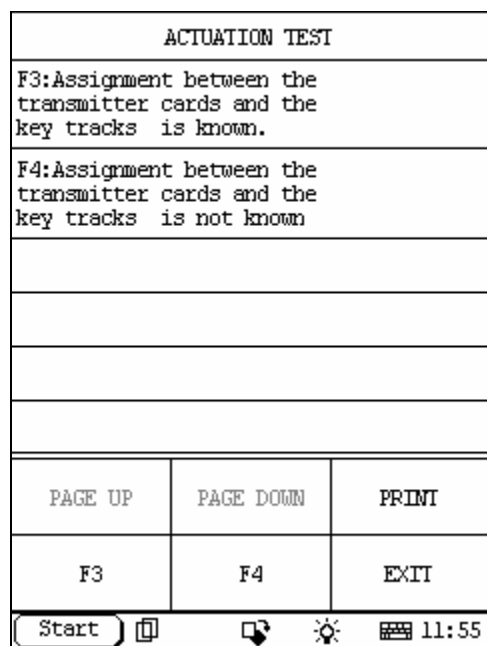 ACTUATION TEST
F3:Assignment between the
transmitter cards and the
key tracks  is known.
F4:Assignment between the
transmitter cards and the
key tracks  is not known
PAGE UP
PAGE DOWN
PRINT
F3
F4
EXIT
Start
11:55